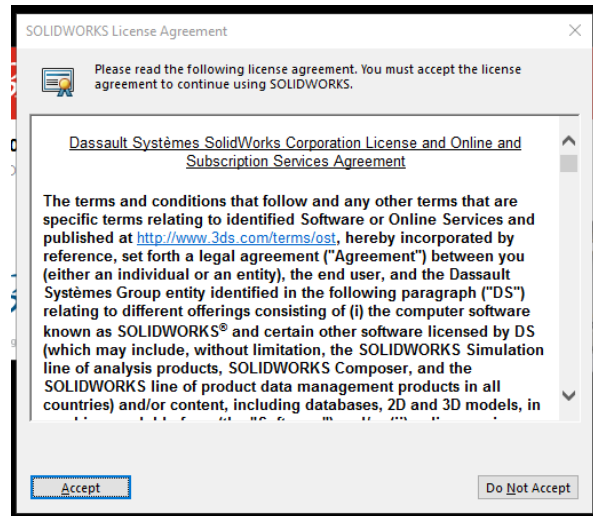 SOLIDWORKS License Agreement
Please read the following license agreement. You must accept the license
agreement to continue using SOLIDWORKS.
Dassault Systèmes SolidWorks Corporation License and Online and
Subscription Services Agreement
The terms and conditions that follow and any other terms that are
specific terms relating to identified Software or Online Services and
published at http://www.3ds.com/terms/ost, hereby incorporated by
reference, set forth a legal agreement ("Agreement") between you
(either an individual or an entity), the end user, and the Dassault
Systèmes Group entity identified in the following paragraph ("DS")
relating to different offerings consisting of (i) the computer software
known as SOLIDWORKS® and certain other software licensed by DS
(which may include, without limitation, the SOLIDWORKS Simulation
line of analysis products, SOLIDWORKS Composer, and the
SOLIDWORKS line of product data management products in all
countries) and/or content, including databases, 2D and 3D models, in
Accept
Do Not Accept